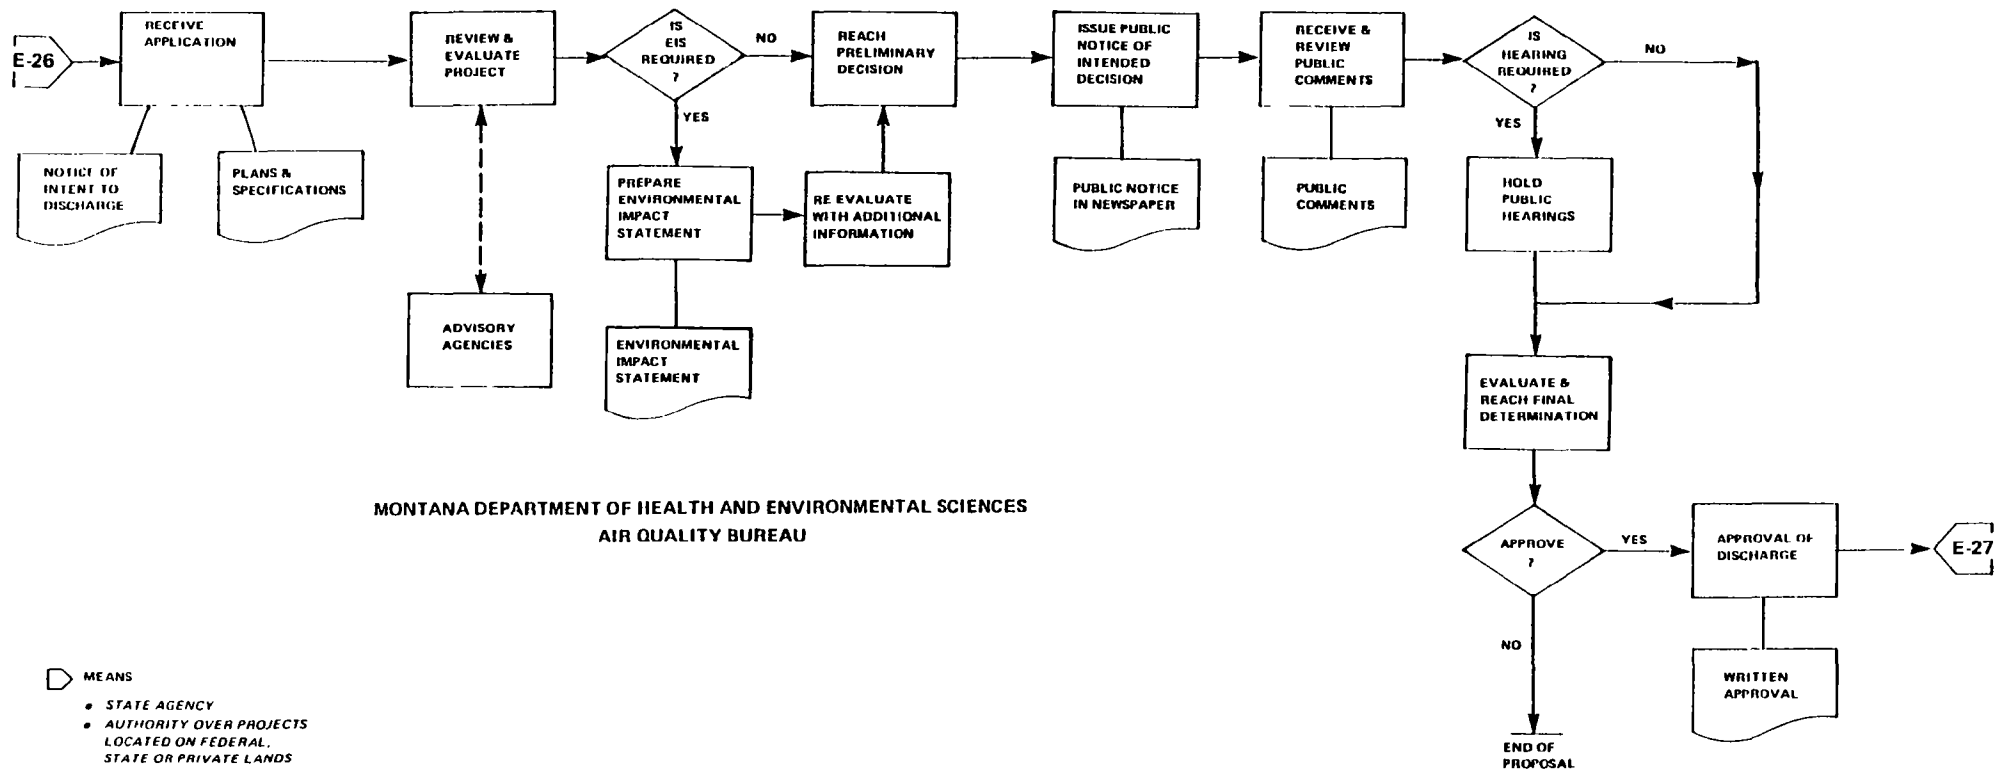 E-26
RECEIVE
APPLICATION
NOTICE OF
INTENT TO
DISCHARGE
PLANS &
SPECIFICATIONS
REVIEW &
EVALUATE
PROJECT
ADVISORY
AGENCIES
IS
EIS
REQUIRED
?
NO
YES
PREPARE
ENVIRONMENTAL
IMPACT
STATEMENT
ENVIRONMENTAL
IMPACT
STATEMENT
RE EVALUATE
WITH ADDITIONAL
INFORMATION
REACH
PRELIMINARY
DECISION
ISSUE PUBLIC
NOTICE OF
INTENDED
DECISION
PUBLIC NOTICE
IN NEWSPAPER
RECEIVE &
REVIEW
PUBLIC
COMMENTS
PUBLIC
COMMENTS
IS
HEARING
REQUIRED
?
NO
YES
HOLD
PUBLIC
HEARINGS
EVALUATE &
REACH FINAL
DETERMINATION
APPROVE
?
YES
APPROVAL OF
DISCHARGE
E-27
WRITTEN
APPROVAL
NO
END OF
PROPOSAL
MONTANA DEPARTMENT OF HEALTH AND ENVIRONMENTAL SCIENCES
AIR QUALITY BUREAU
MEANS
• STATE AGENCY
• AUTHORITY OVER PROJECTS
LOCATED ON FEDERAL,
STATE OR PRIVATE LANDS